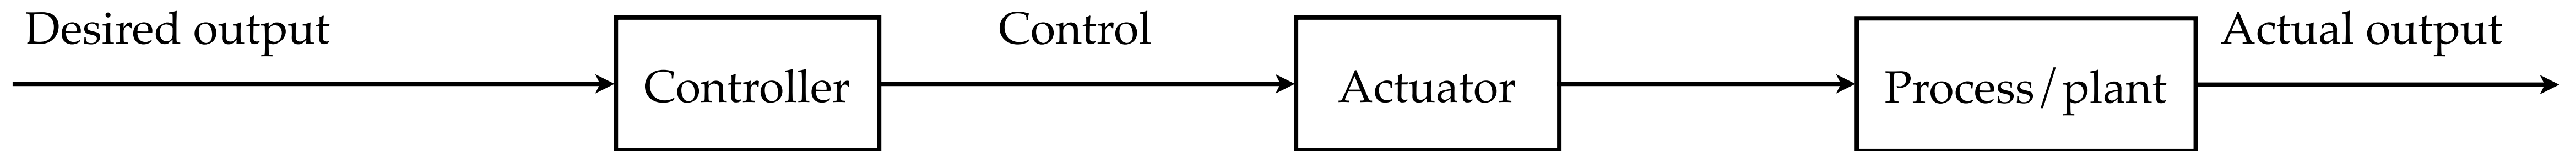 Desired output
Controller
Control
Actuator
Process/plant
Actual output